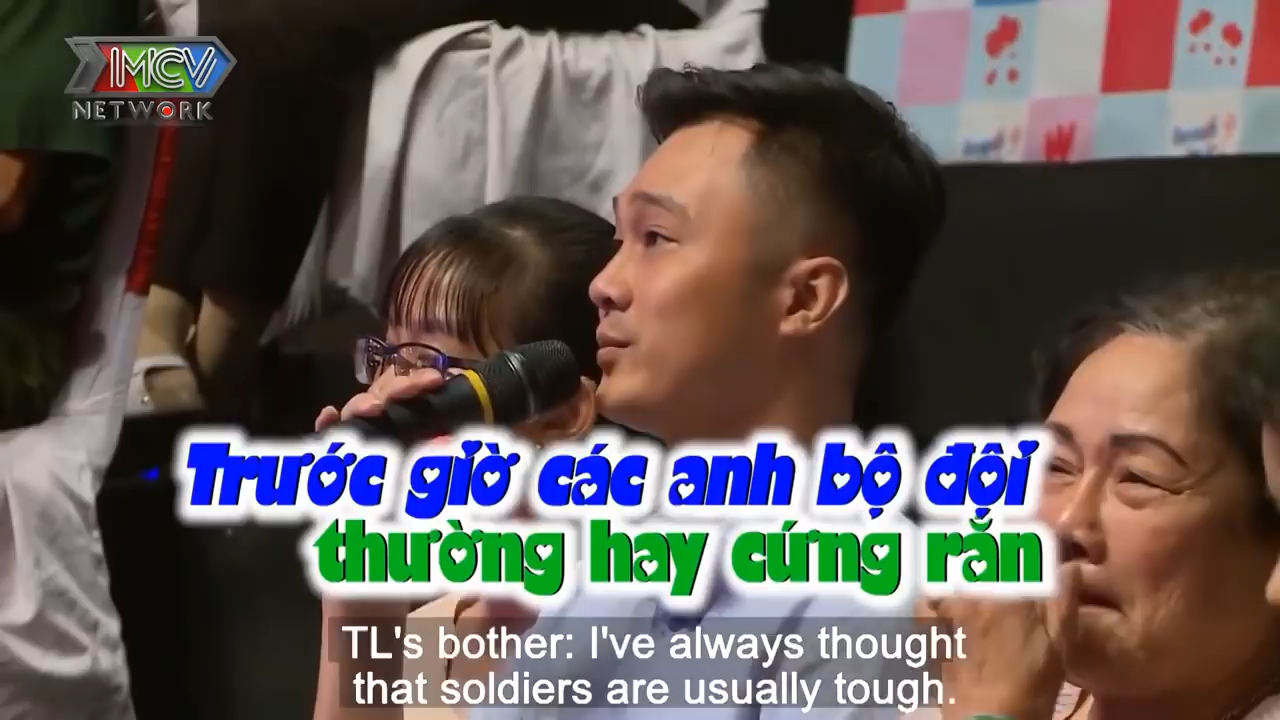 MCV
NETWORK
Trước giờ các anh bộ đội
thường hay cứng rắn
TL's bother: I've always thought
that soldiers are usually tough.